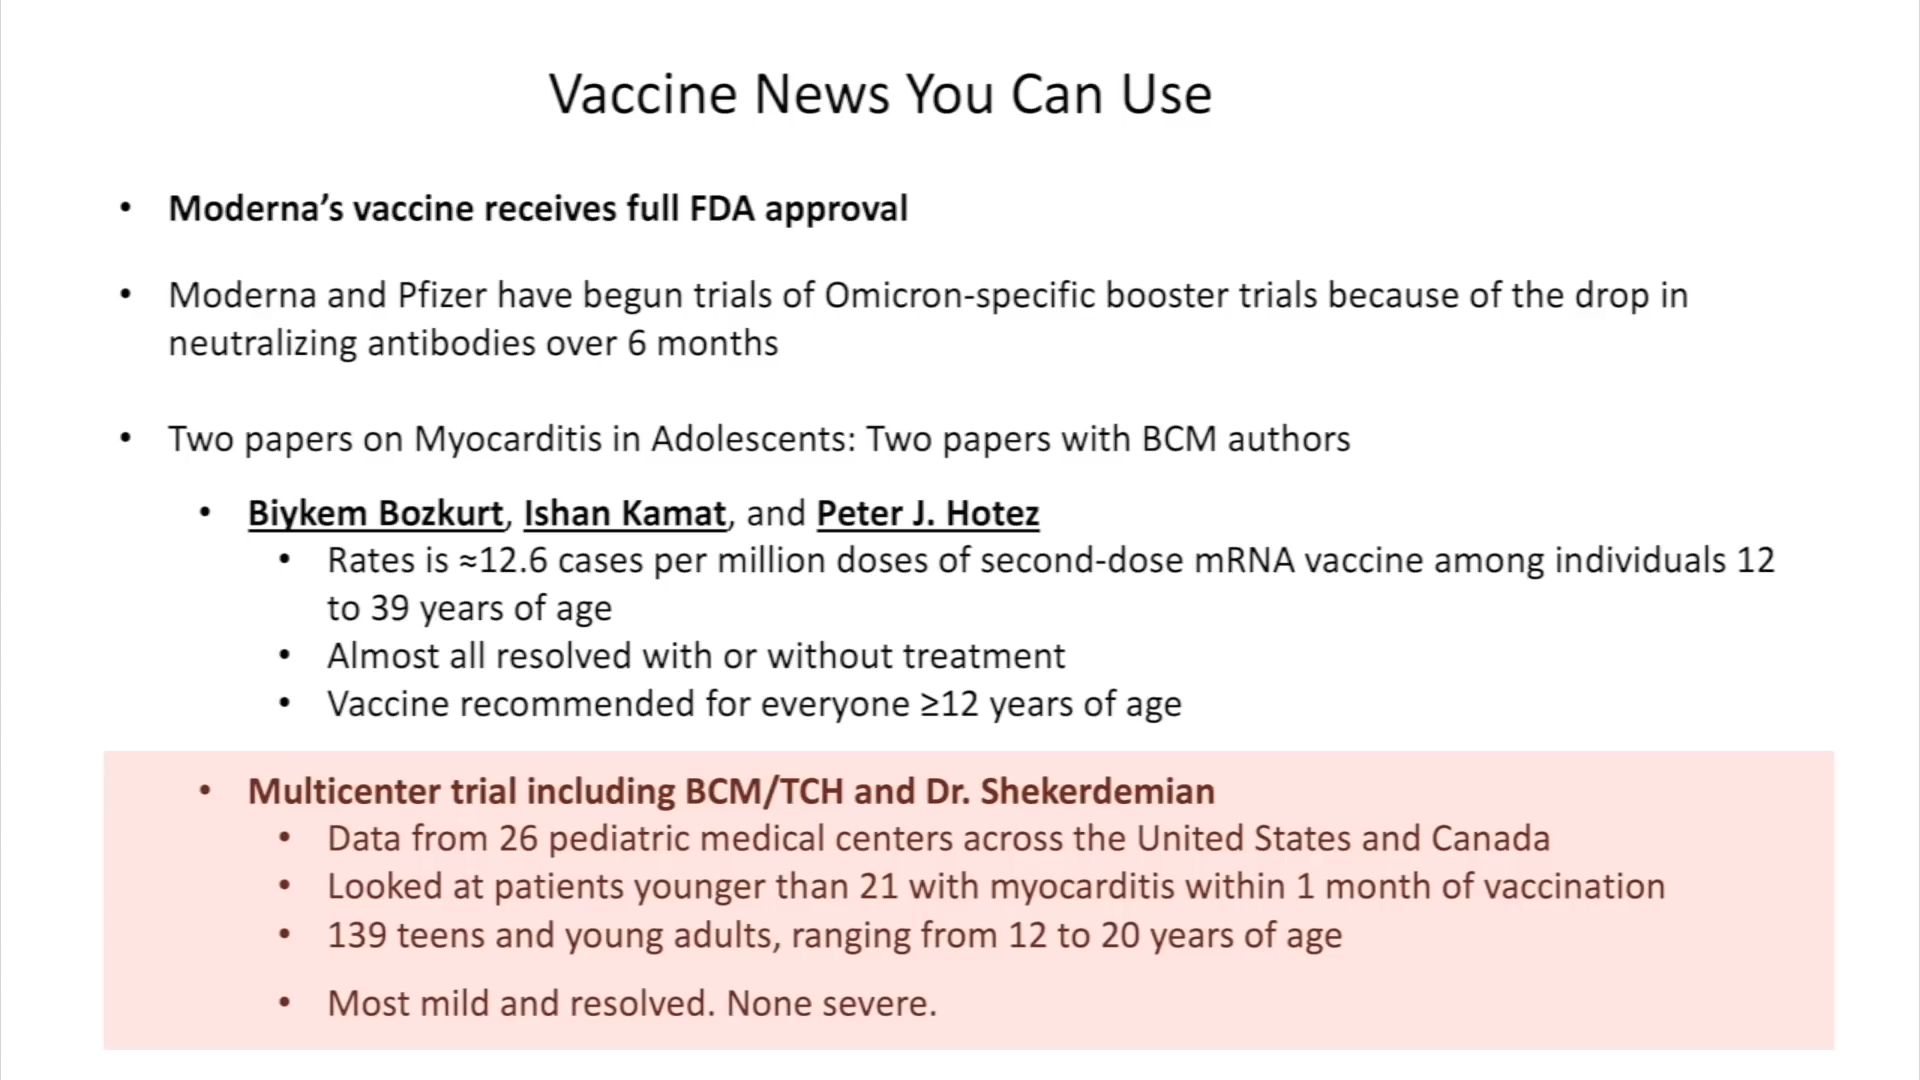 Vaccine News You Can Use
• Moderna’s vaccine receives full FDA approval
• Moderna and Pfizer have begun trials of Omicron-specific booster trials because of the drop in
neutralizing antibodies over 6 months
• Two papers on Myocarditis in Adolescents: Two papers with BCM authors
• Biykem Bozkurt, Ishan Kamat, and Peter J. Hotez
• Rates is ≈12.6 cases per million doses of second-dose mRNA vaccine among individuals 12
to 39 years of age
• Almost all resolved with or without treatment
• Vaccine recommended for everyone ≥12 years of age
• Multicenter trial including BCM/TCH and Dr. Shekerdemian
• Data from 26 pediatric medical centers across the United States and Canada
• Looked at patients younger than 21 with myocarditis within 1 month of vaccination
• 139 teens and young adults, ranging from 12 to 20 years of age
• Most mild and resolved. None severe.